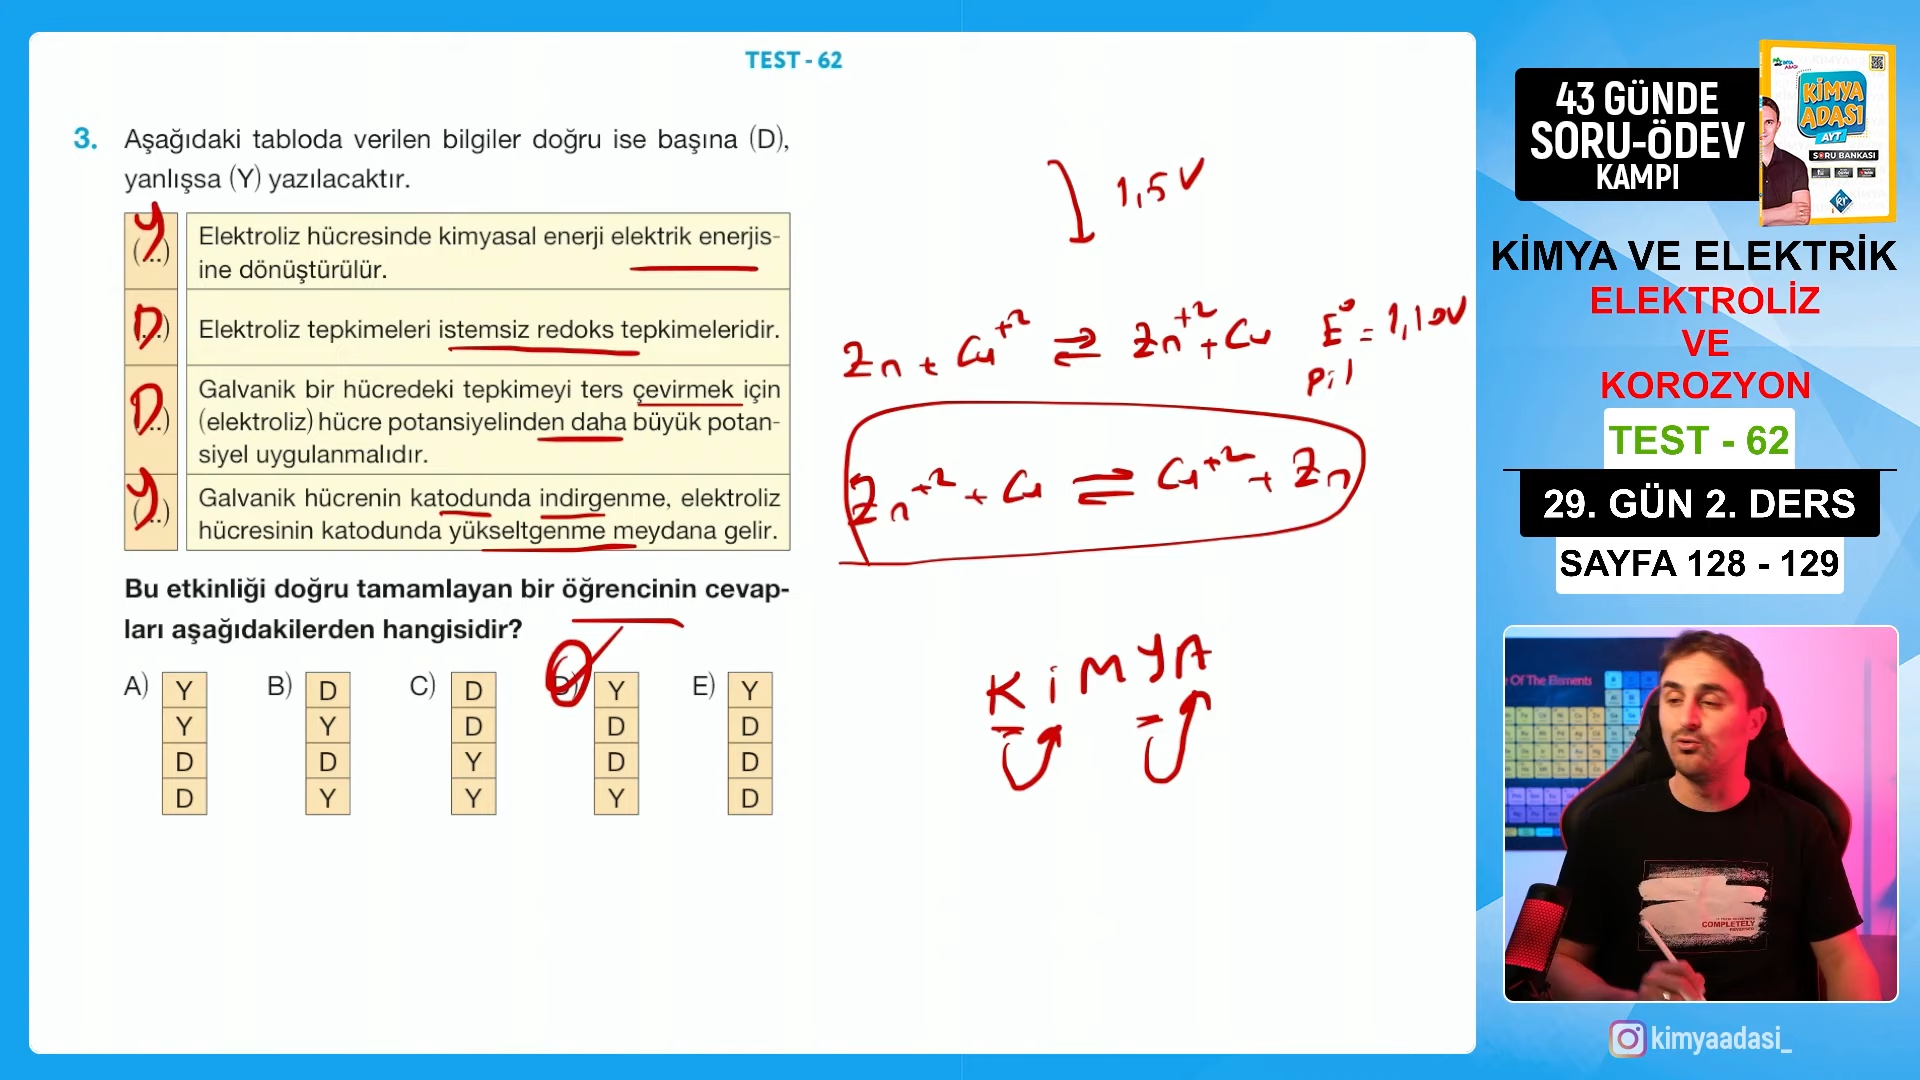 TEST - 62
3. Aşağıdaki tabloda verilen bilgiler doğru ise başına (D),
yanlışsa (Y) yazılacaktır.
Y (...) Elektroliz hücresinde kimyasal enerji elektrik enerjis-
ine dönüştürülür.
D (...) Elektroliz tepkimeleri istemsiz redoks tepkimeleridir.
D (...) Galvanik bir hücredeki tepkimeyi ters çevirmek için
(elektroliz) hücre potansiyelinden daha büyük potan-
siyel uygulanmalıdır.
Y (...) Galvanik hücrenin katodunda indirgenme, elektroliz
hücresinin katodunda yükseltgenme meydana gelir.
Bu etkinliği doğru tamamlayan bir öğrencinin cevap-
ları aşağıdakilerden hangisidir?
A) B) C) D) E)
Y D D Y Y
Y Y D D D
D D Y D D
D Y Y Y D
1,5 V
Zn + Cu+2 ⇌ Zn+2 + Cu E° = 1,10V
pil
Zn+2 + Cu ⇌ Cu+2 + Zn
KiMYA
43 GÜNDE
SORU-ÖDEV
KAMPI
KİMYA
ADASI
AYT
SORU BANKASI
KİMYA VE ELEKTRİK
ELEKTROLİZ
VE
KOROZYON
TEST - 62
29. GÜN 2. DERS
SAYFA 128 - 129
Of The Elements
COMPLETELY
kimyaadasi_